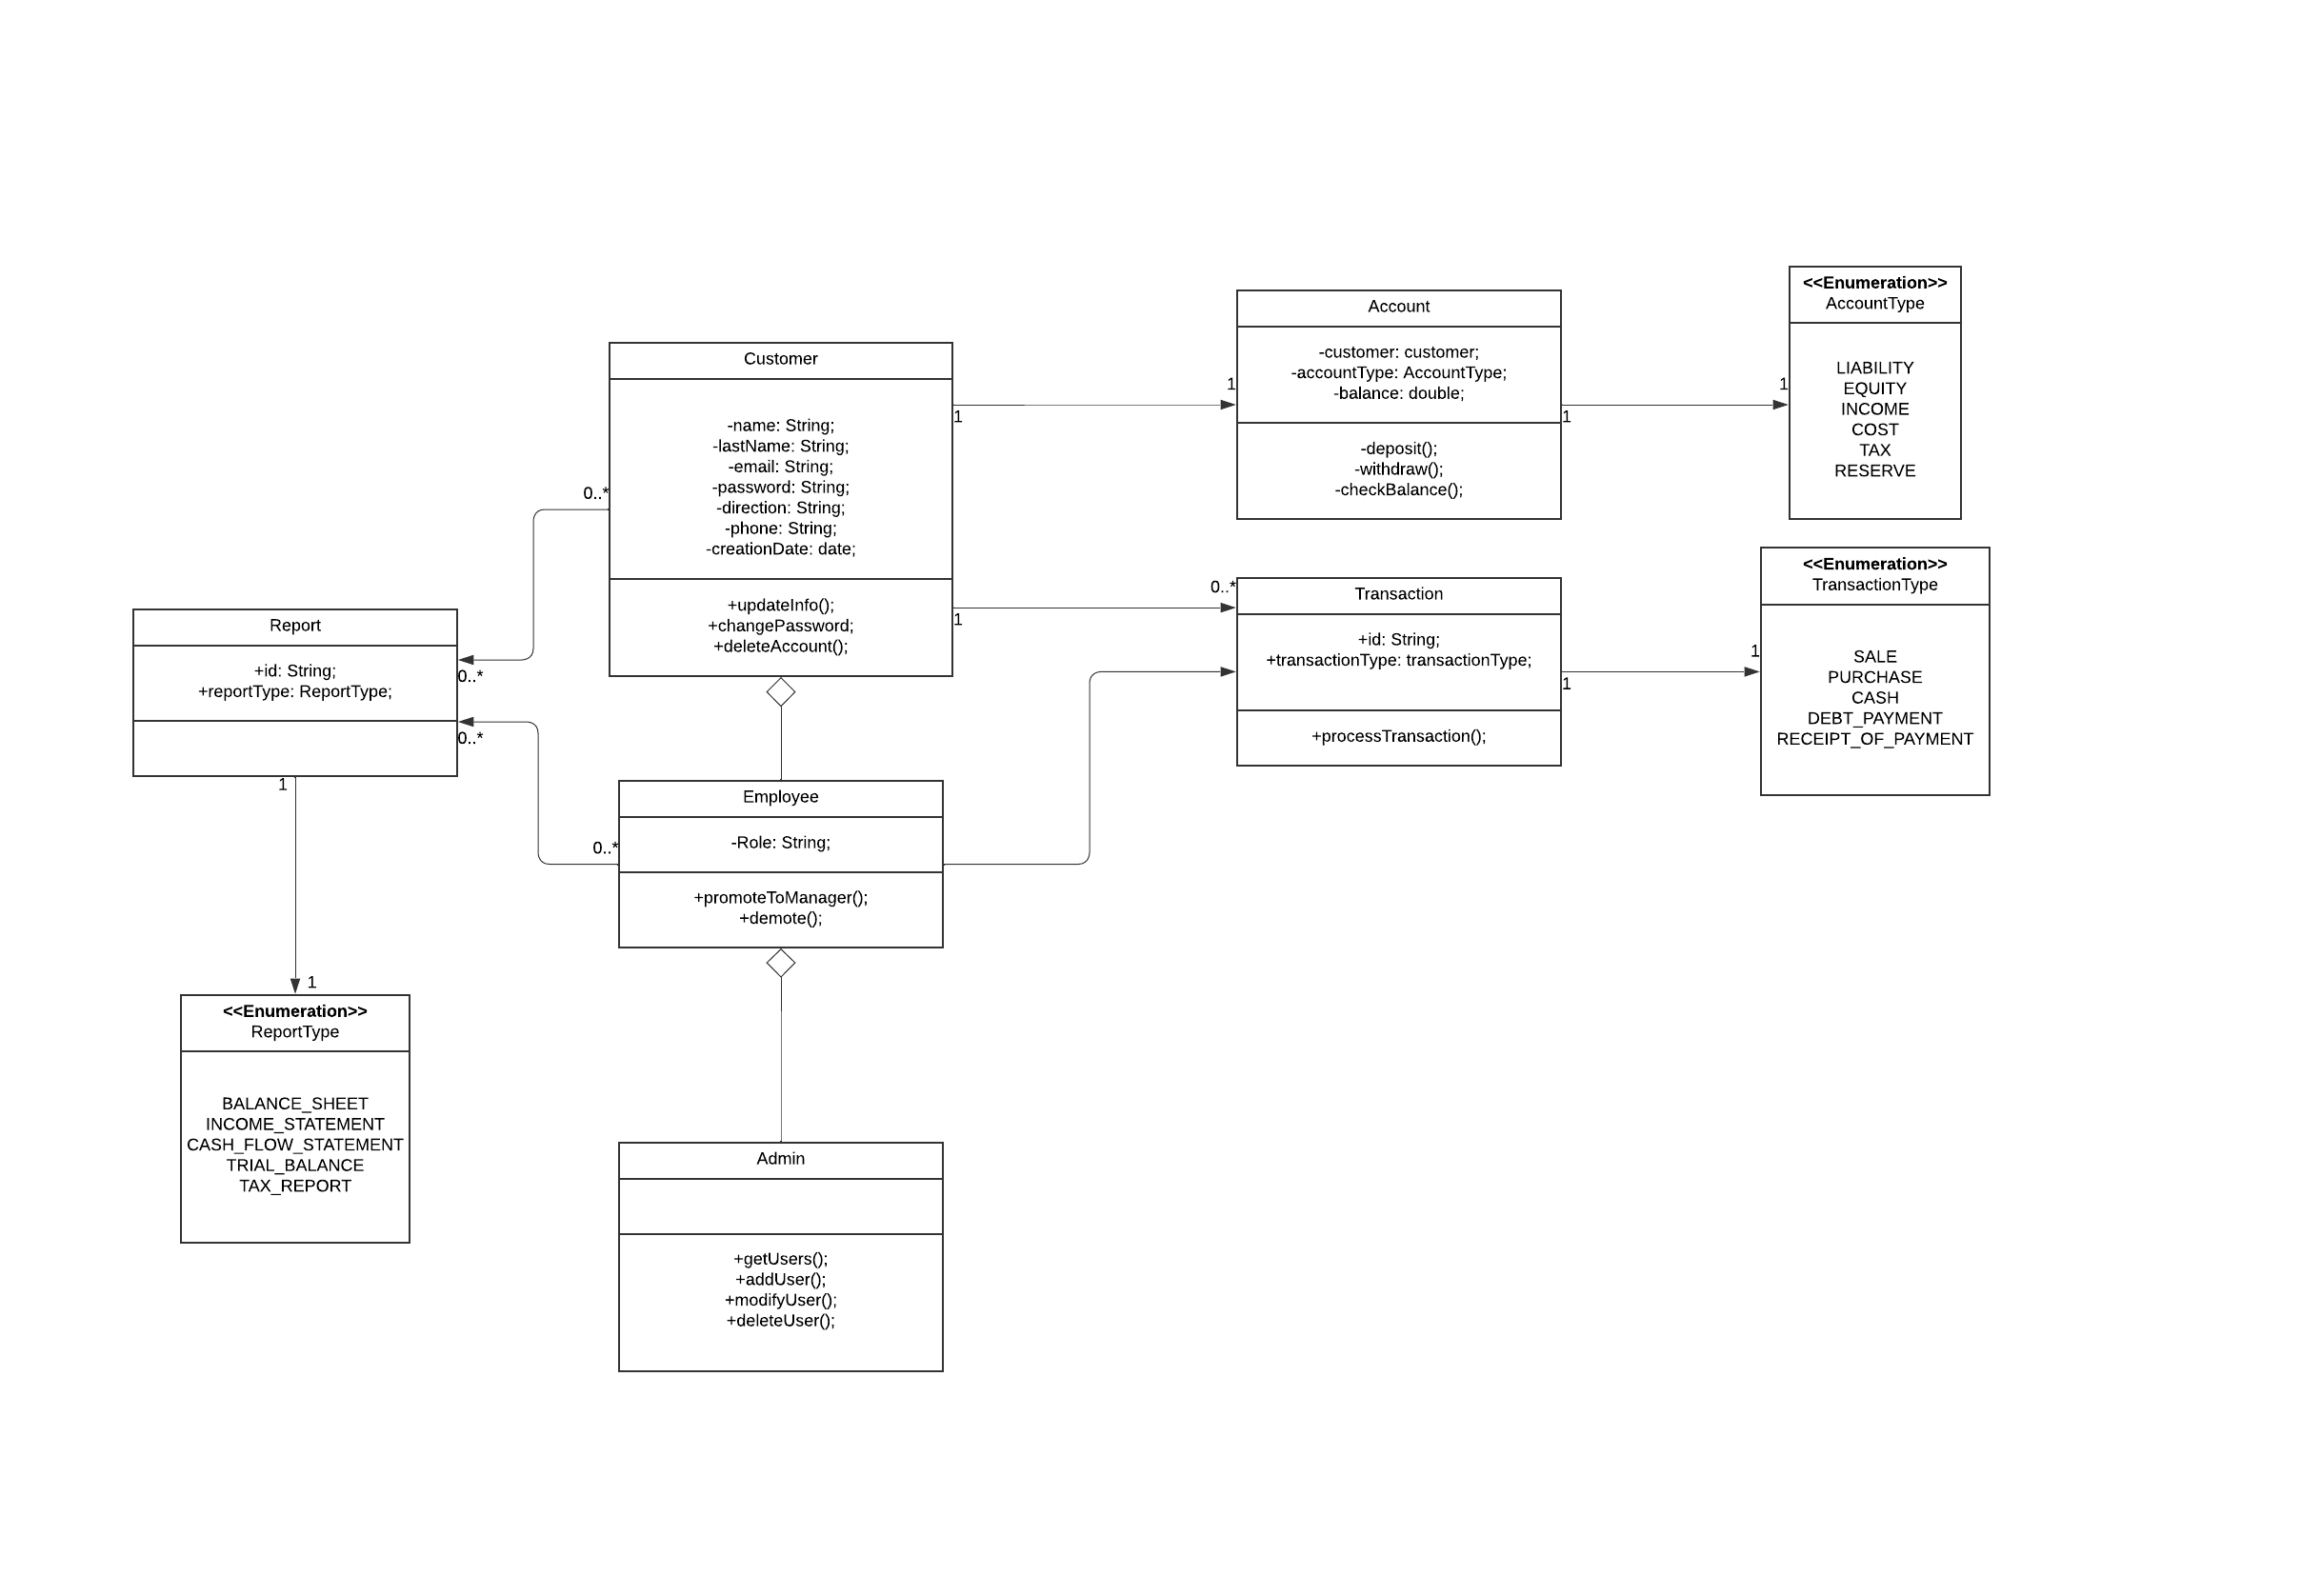 <<Enumeration>>
AccountType
LIABILITY
EQUITY
INCOME
COST
TAX
RESERVE
Account
-customer: customer;
-accountType: AccountType;
-balance: double;
-deposit();
-withdraw();
-checkBalance();
1
1
1
1
Customer
-name: String;
-lastName: String;
-email: String;
-password: String;
-direction: String;
-phone: String;
-creationDate: date;
+updateInfo();
+changePassword;
+deleteAccount();
0..*
0..*
1
0..*
Transaction
+id: String;
+transactionType: transactionType;
+processTransaction();
1
1
<<Enumeration>>
TransactionType
SALE
PURCHASE
CASH
DEBT_PAYMENT
RECEIPT_OF_PAYMENT
Report
+id: String;
+reportType: ReportType;
0..*
0..*
1
1
Employee
-Role: String;
+promoteToManager();
+demote();
<<Enumeration>>
ReportType
BALANCE_SHEET
INCOME_STATEMENT
CASH_FLOW_STATEMENT
TRIAL_BALANCE
TAX_REPORT
Admin
+getUsers();
+addUser();
+modifyUser();
+deleteUser();